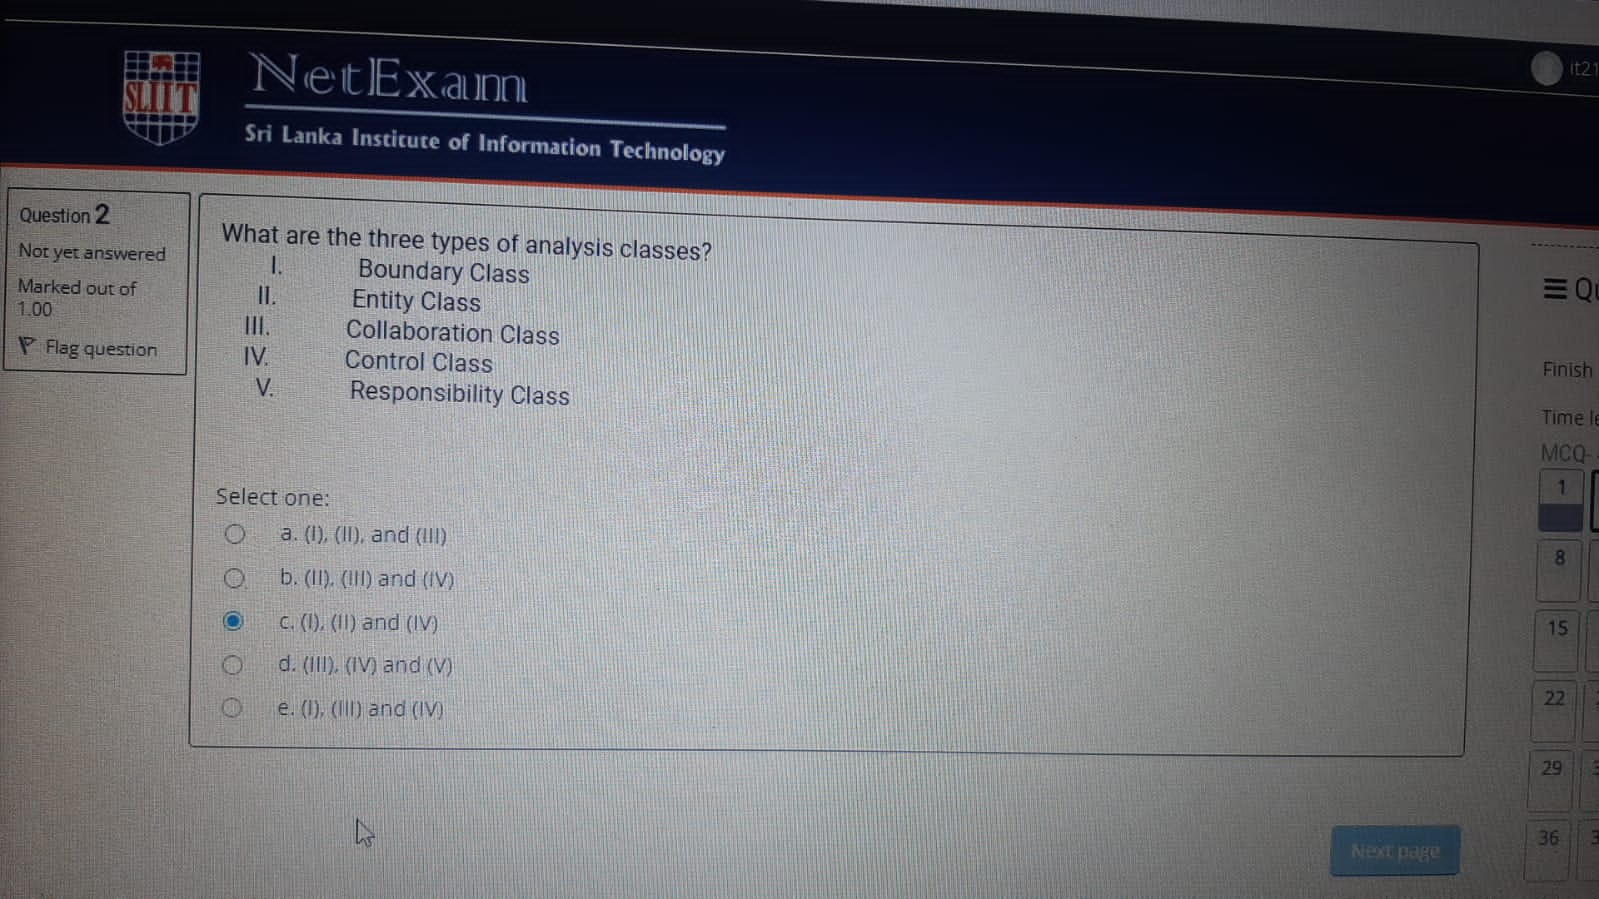 SLIIT
NetExam
Sri Lanka Institute of Information Technology
it21
Question 2
Not yet answered
Marked out of
1.00
Flag question
What are the three types of analysis classes?
I. Boundary Class
II. Entity Class
III. Collaboration Class
IV. Control Class
V. Responsibility Class
Select one:
a. (I), (II), and (III)
b. (II), (III) and (IV)
c. (I), (II) and (IV)
d. (III), (IV) and (V)
e. (I), (III) and (IV)
Next page
Finish
Time
MCQ-
1
8
15
22
29
36